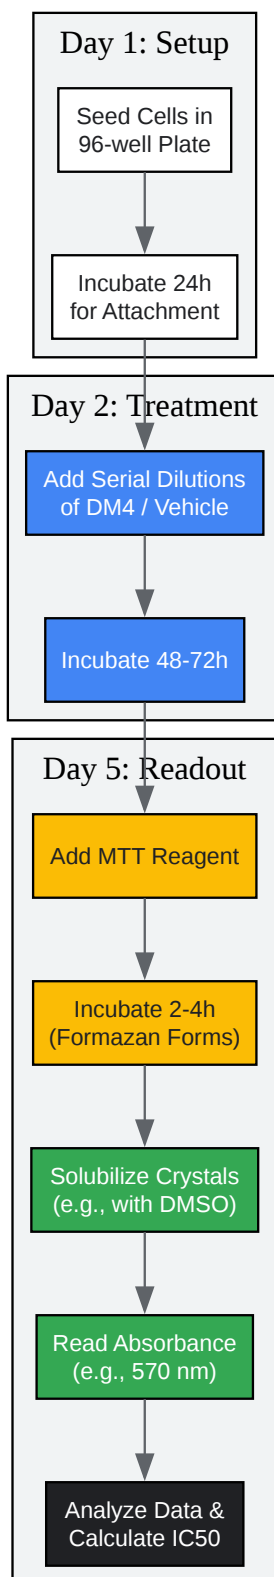 Day 1: Setup
Seed Cells in
96-well Plate
Incubate 24h
for Attachment
Day 2: Treatment
Add Serial Dilutions
of DM4 / Vehicle
Incubate 48-72h
Day 5: Readout
Add MTT Reagent
Incubate 2-4h
(Formazan Forms)
Solubilize Crystals
(e.g., with DMSO)
Read Absorbance
(e.g., 570 nm)
Analyze Data &
Calculate IC50